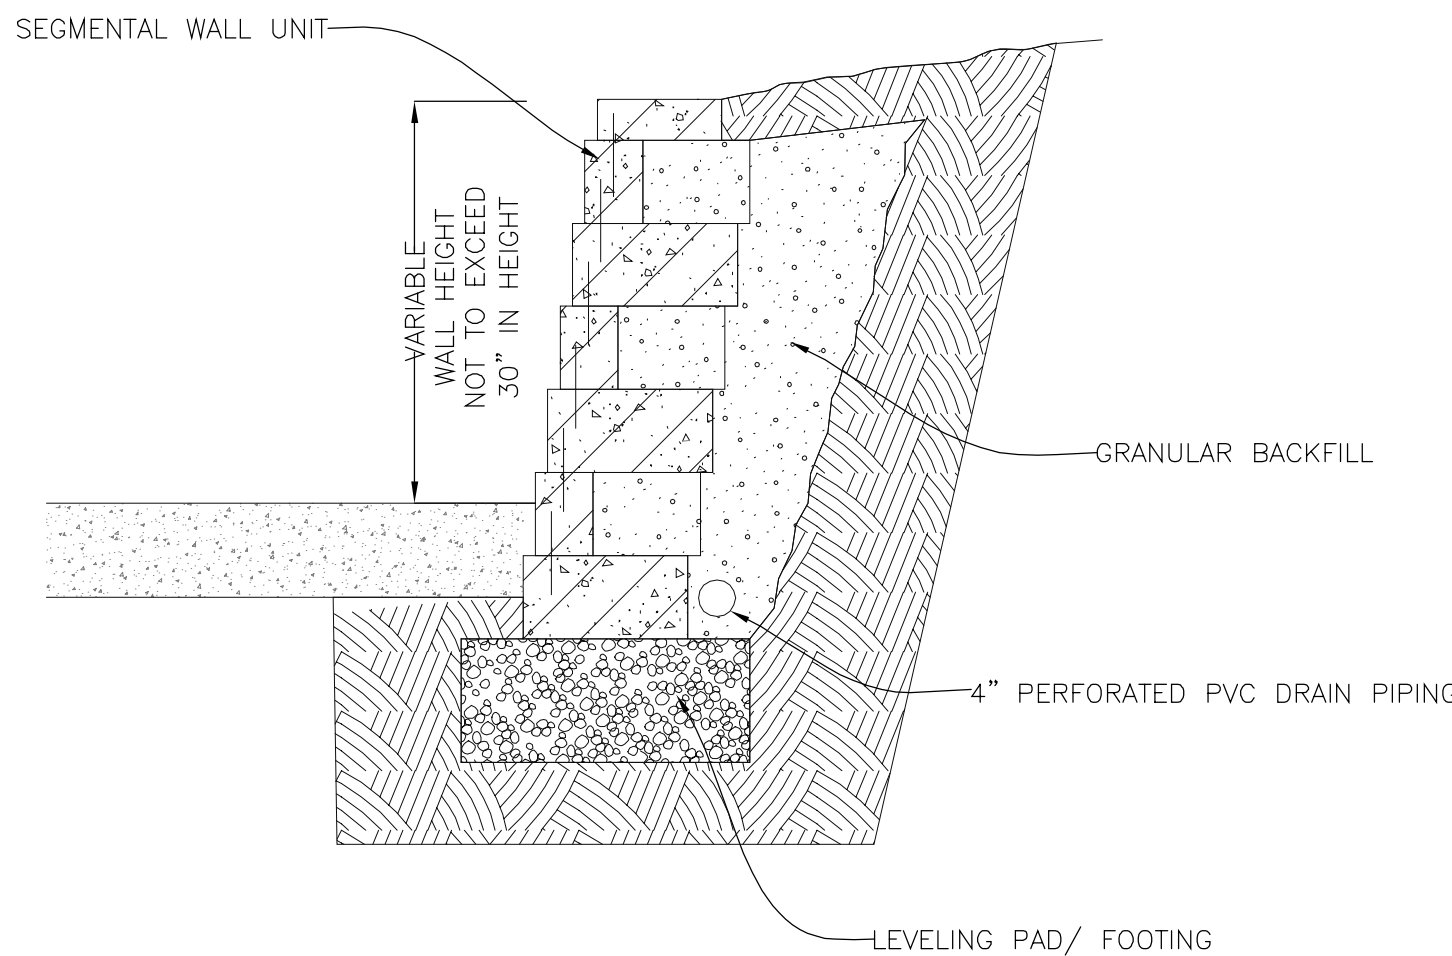 SEGMENTAL WALL UNIT
VARIABLE
WALL HEIGHT
NOT TO EXCEED
30" IN HEIGHT
GRANULAR BACKFILL
4" PERFORATED PVC DRAIN PIPING
LEVELING PAD/ FOOTING